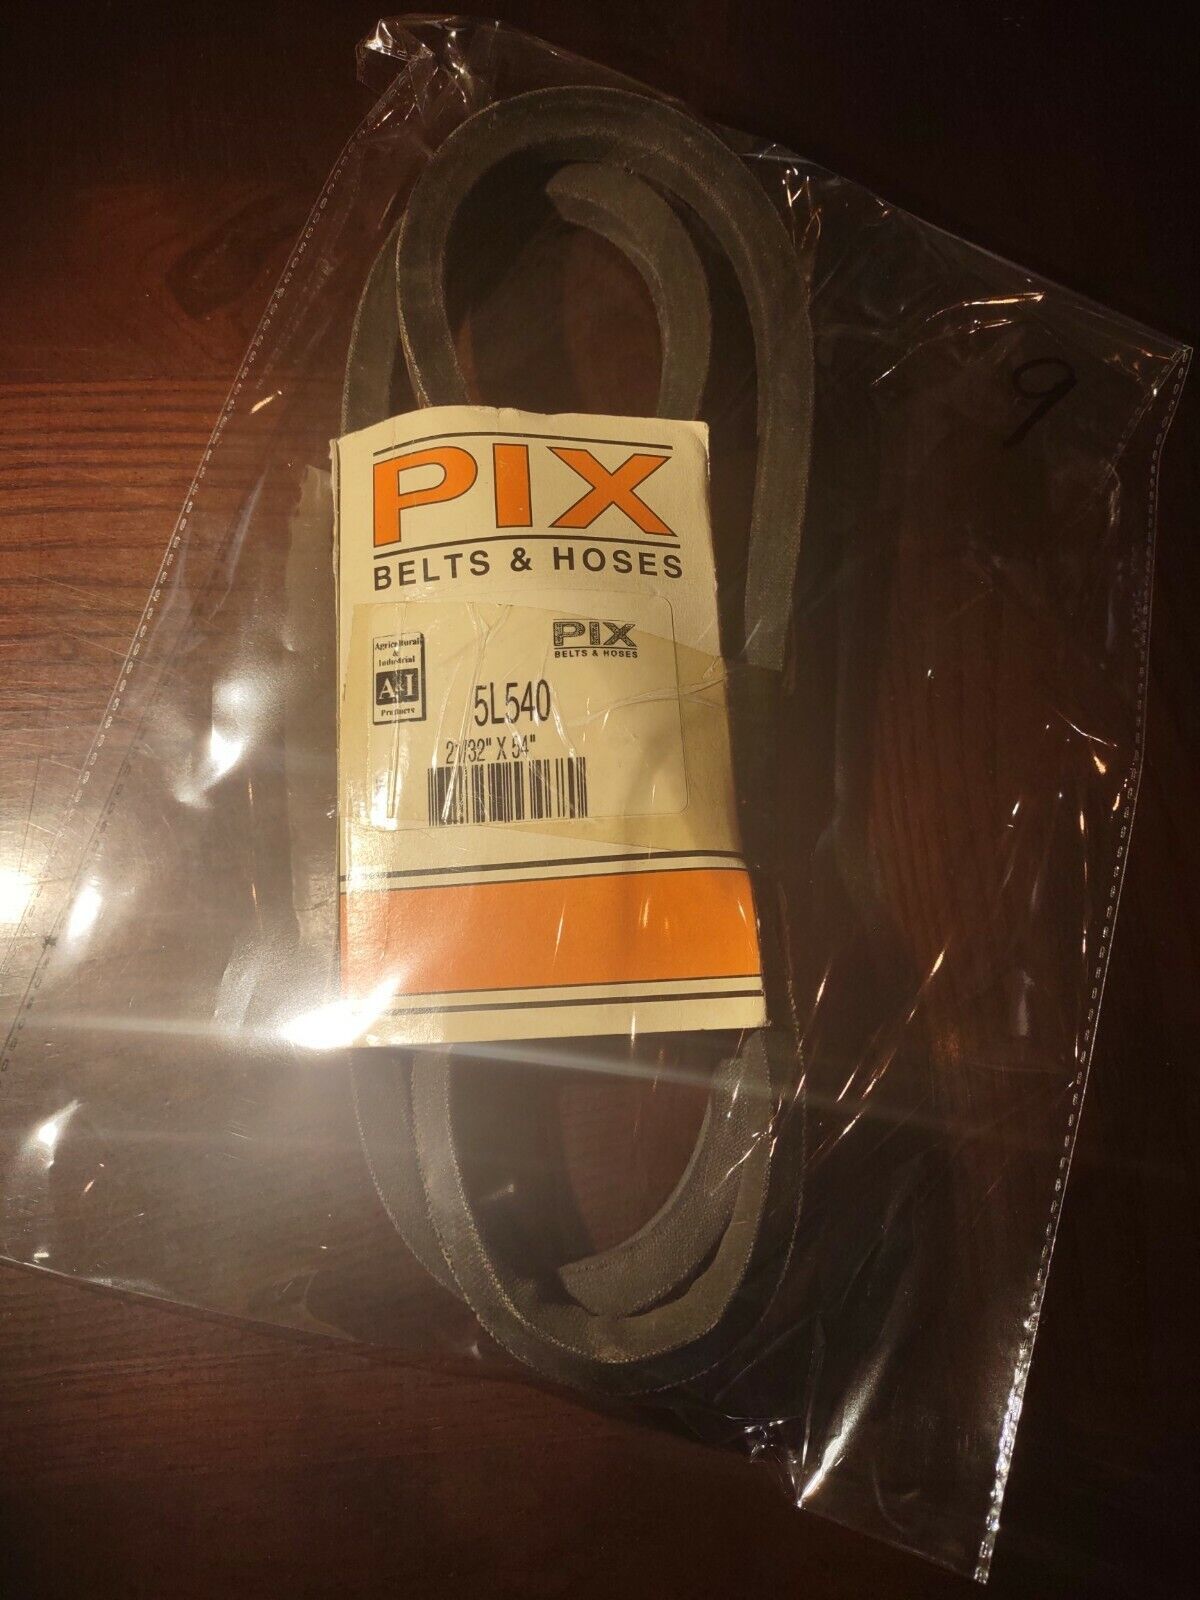 9
PIX
BELTS & HOSES
Agricultural
&
Industrial
A&I
Products
PIX
BELTS & HOSES
5L540
21/32" X 54"